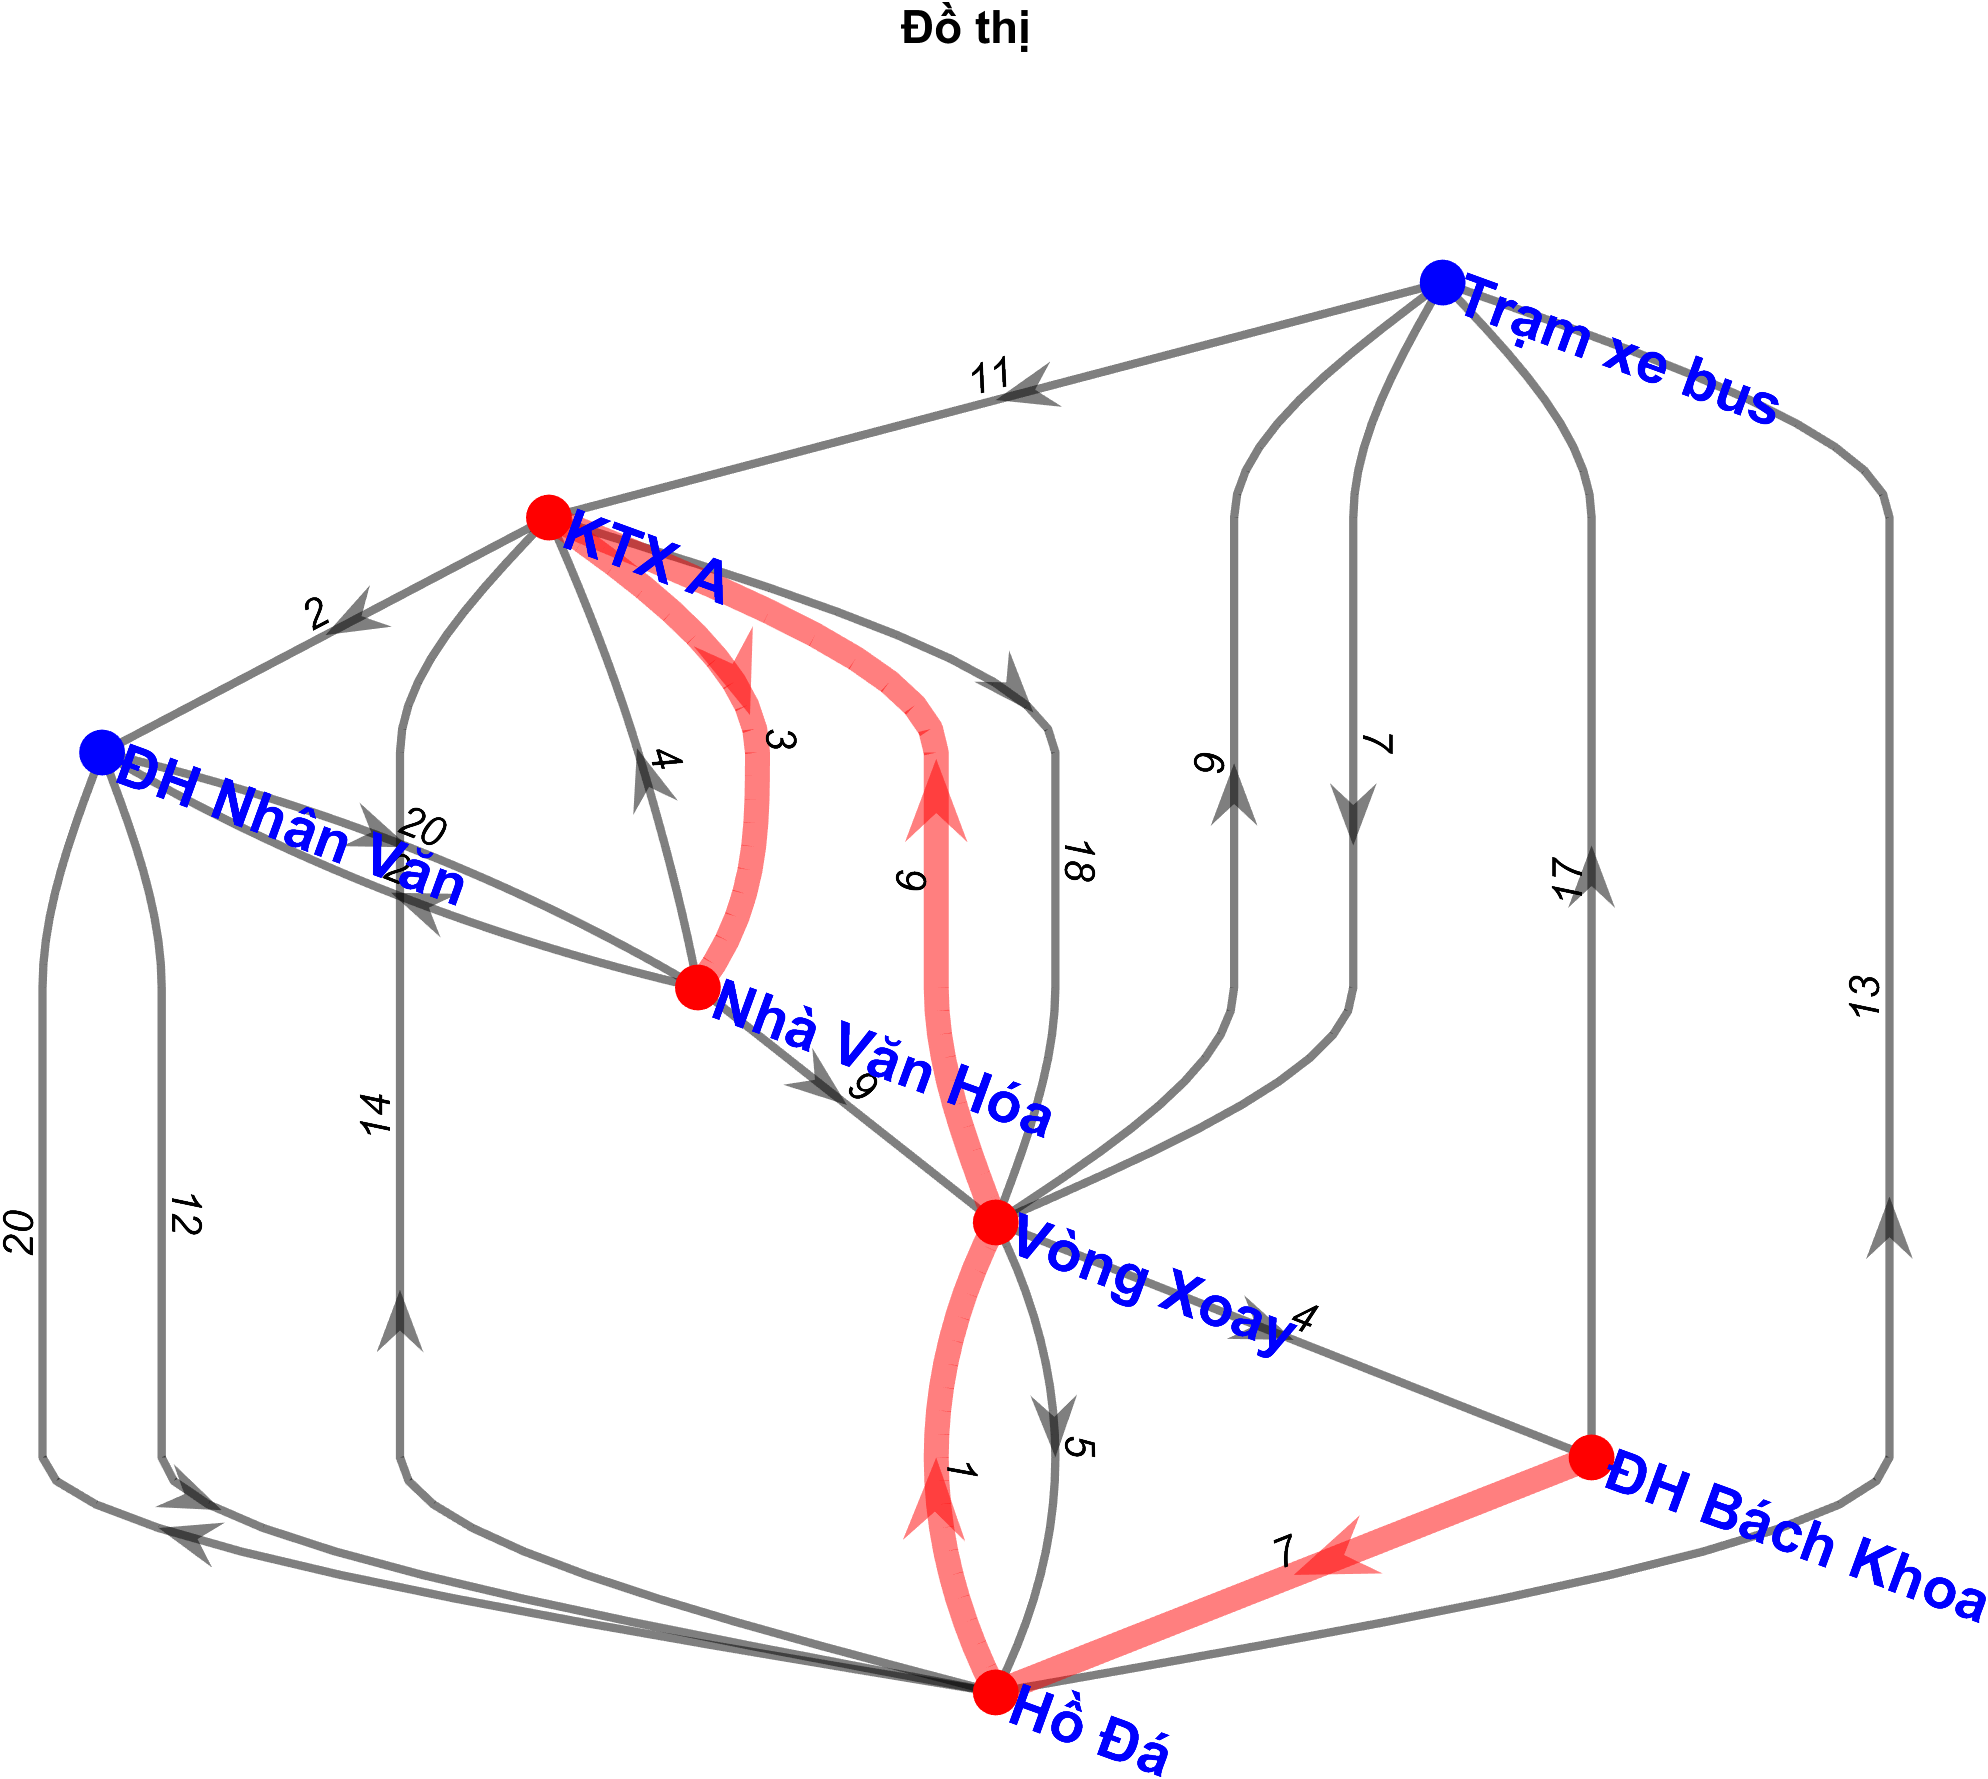 Đồ thị
Trạm xe bus
11
KTX A
2
4
3
6
7
ĐH Nhân Văn
20
2
9
18
17
Nhà Văn Hóa
13
9
14
20
12
Vòng Xoay
4
5
1
ĐH Bách Khoa
7
Hồ Đá